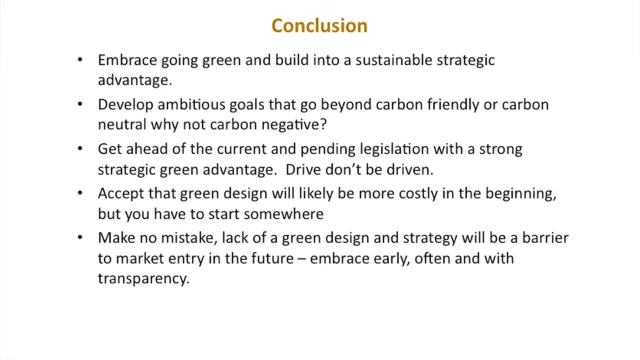 Conclusion
• Embrace going green and build into a sustainable strategic
advantage.
• Develop ambitious goals that go beyond carbon friendly or carbon
neutral why not carbon negative?
• Get ahead of the current and pending legislation with a strong
strategic green advantage.  Drive don't be driven.
• Accept that green design will likely be more costly in the beginning,
but you have to start somewhere
• Make no mistake, lack of a green design and strategy will be a barrier
to market entry in the future – embrace early, often and with
transparency.